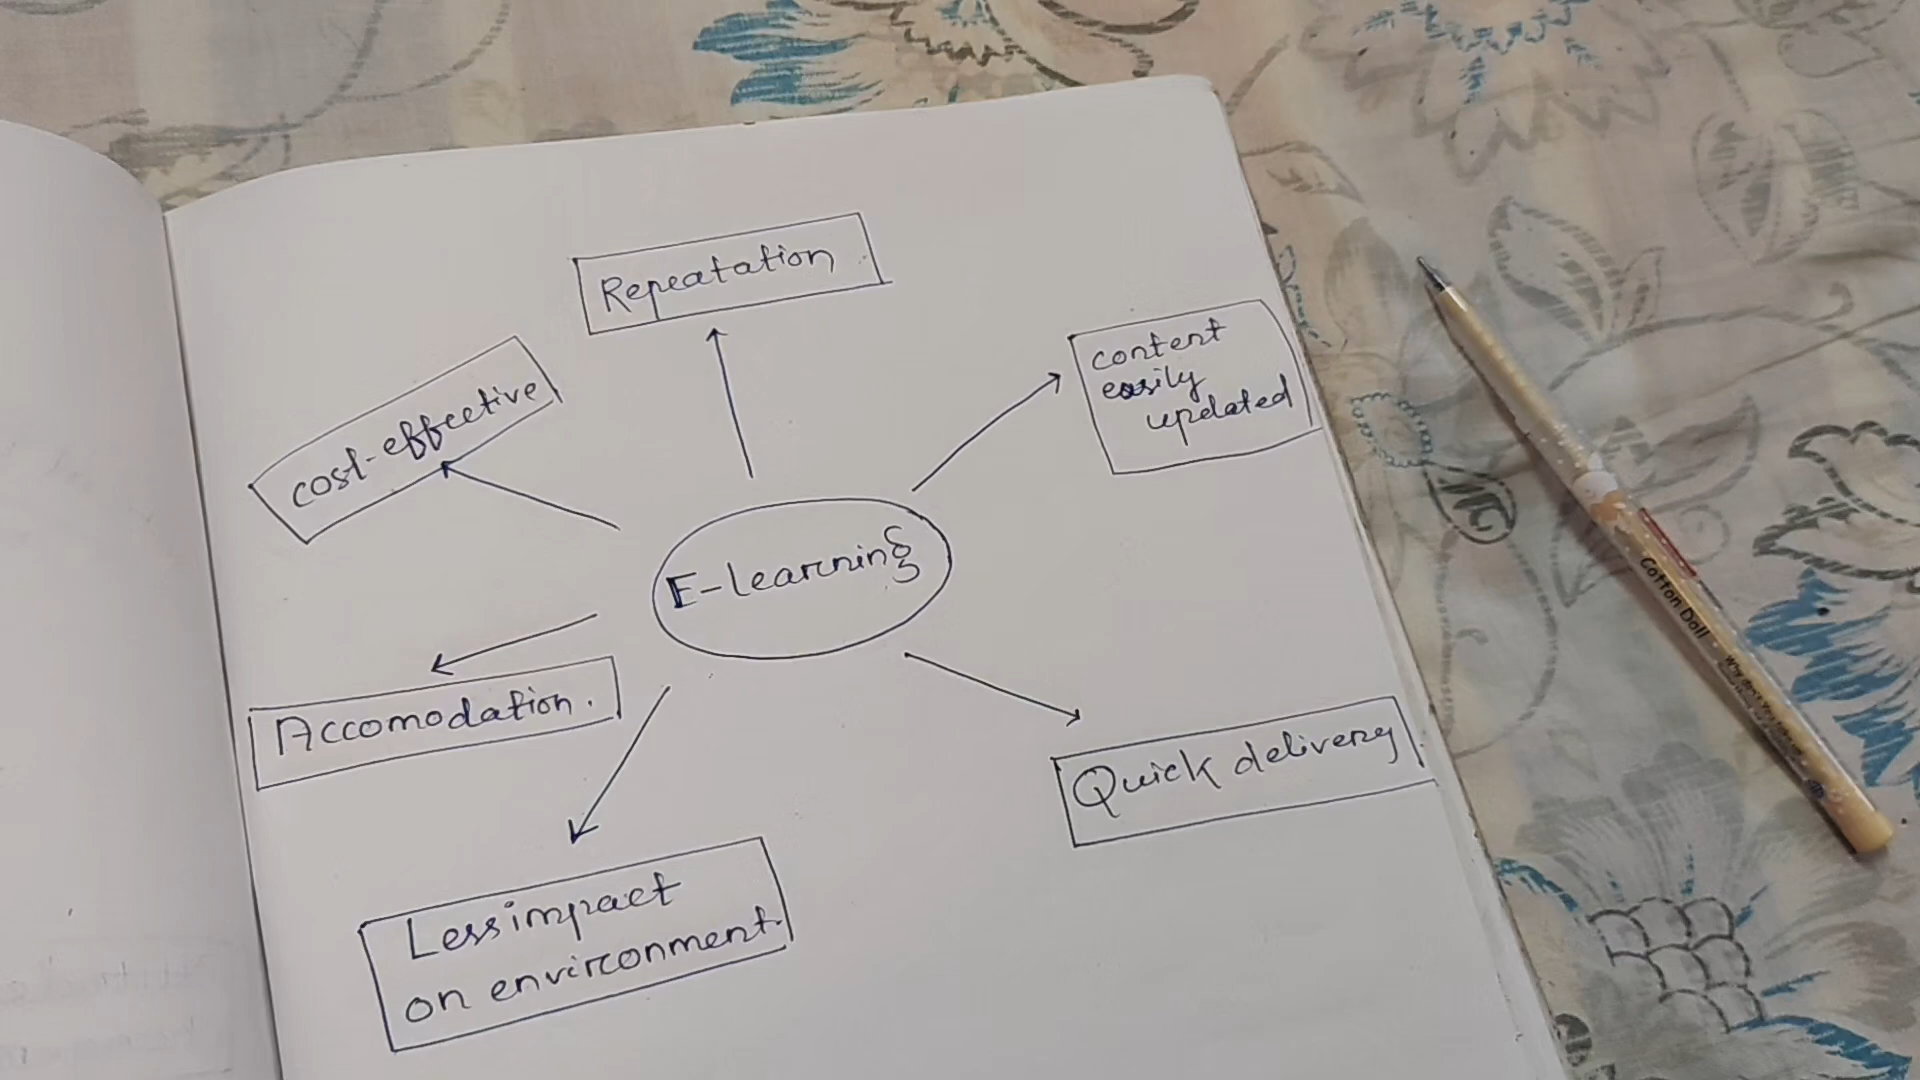 Repeatation
content
easily
updated
cost-effective
E-learning
Accomodation.
Quick delivery
Less impact
on environment.
Cotton Doll